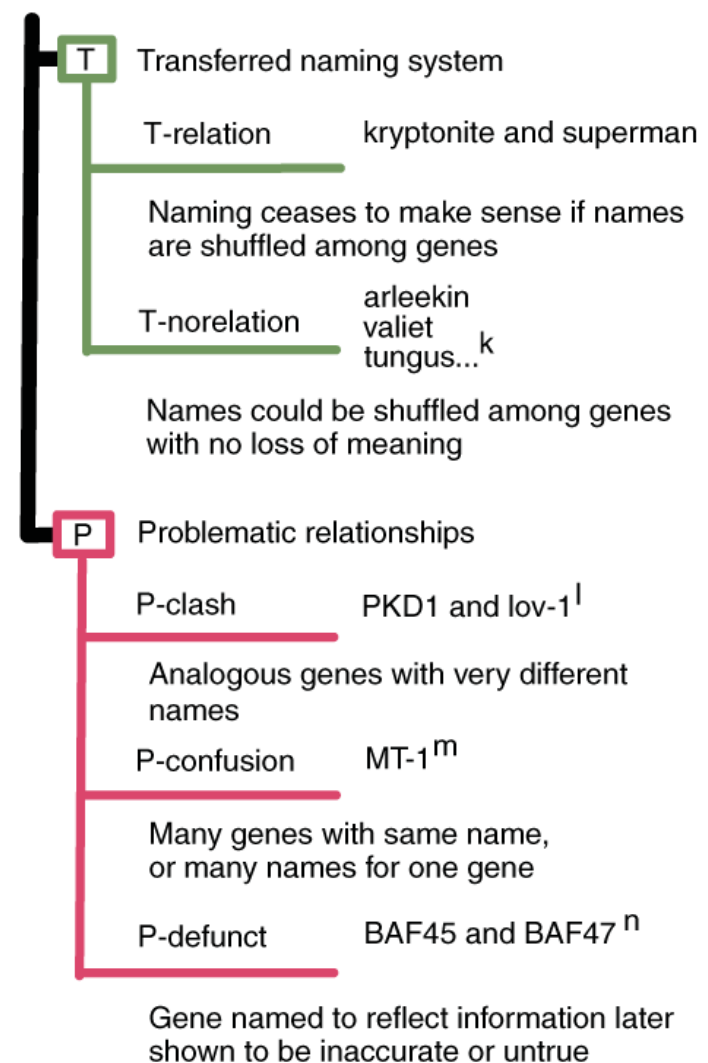 T Transferred naming system
T-relation kryptonite and superman
Naming ceases to make sense if names
are shuffled among genes
T-norelation arleekin
valiet
tungus...k
Names could be shuffled among genes
with no loss of meaning
P Problematic relationships
P-clash PKD1 and lov-1l
Analogous genes with very different
names
P-confusion MT-1m
Many genes with same name,
or many names for one gene
P-defunct BAF45 and BAF47 n
Gene named to reflect information later
shown to be inaccurate or untrue